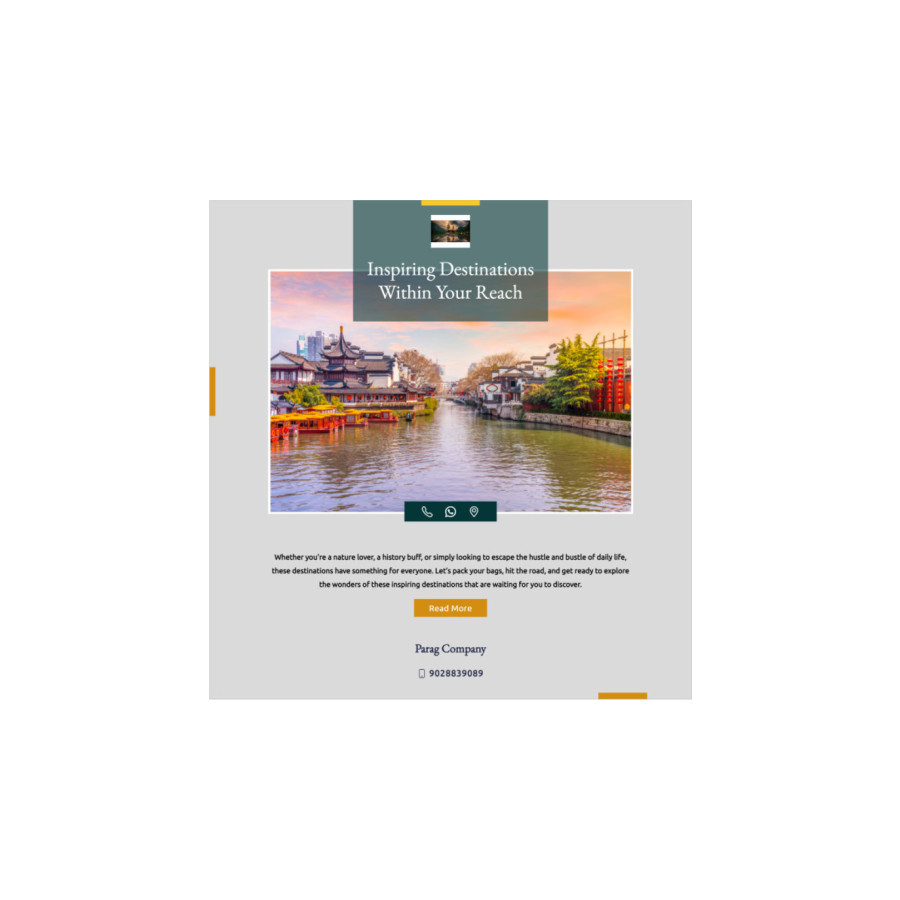 Inspiring Destinations
Within Your Reach
Whether you're a nature lover, a history buff, or simply looking to escape the hustle and bustle of daily life,
these destinations have something for everyone. Let's pack your bags, hit the road, and get ready to explore
the wonders of these inspiring destinations that are waiting for you to discover.
Read More
Parag Company
9028839089